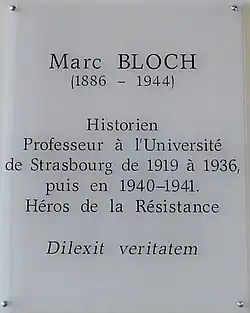 Marc BLOCH
(1886 – 1944)
Historien
Professeur à l'Université
de Strasbourg de 1919 à 1936,
puis en 1940–1941.
Héros de la Résistance
Dilexit veritatem